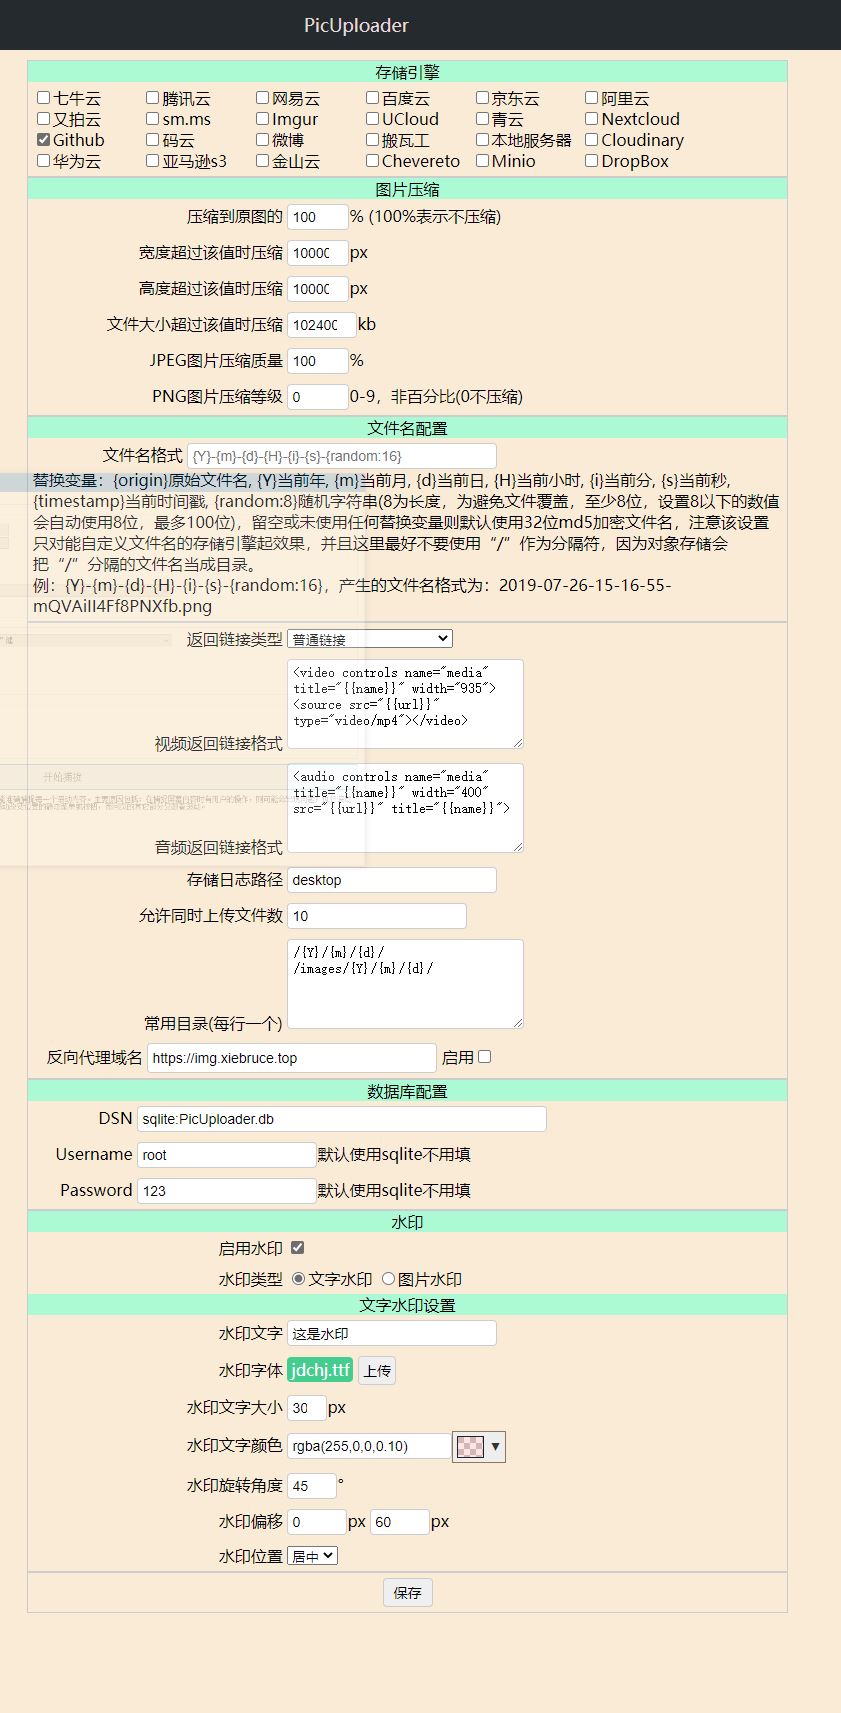 PicUploader
存储引擎
七牛云 腾讯云 网易云 百度云 京东云 阿里云
又拍云 sm.ms Imgur UCloud 青云 Nextcloud
Github 码云 微博 搬瓦工 本地服务器 Cloudinary
华为云 亚马逊s3 金山云 Chevereto Minio DropBox
图片压缩
压缩到原图的 100 % (100%表示不压缩)
宽度超过该值时压缩 10000 px
高度超过该值时压缩 10000 px
文件大小超过该值时压缩 102400 kb
JPEG图片压缩质量 100 %
PNG图片压缩等级 0 0-9，非百分比(0不压缩)
文件名配置
文件名格式 {Y}-{m}-{d}-{H}-{i}-{s}-{random:16}
替换变量：{origin}原始文件名, {Y}当前年, {m}当前月, {d}当前日, {H}当前小时, {i}当前分, {s}当前秒,
{timestamp}当前时间戳, {random:8}随机字符串(8为长度，为避免文件覆盖，至少8位，设置8以下的数值
会自动使用8位，最多100位)，留空或未使用任何替换变量则默认使用32位md5加密文件名，注意该设置
只对能自定义文件名的存储引擎起效果，并且这里最好不要使用“/”作为分隔符，因为对象存储会
把“/”分隔的文件名当成目录。
例：{Y}-{m}-{d}-{H}-{i}-{s}-{random:16}，产生的文件名格式为：2019-07-26-15-16-55-
mQVAiII4Ff8PNXfb.png
返回链接类型 普通链接
<video controls name="media"
title="{{name}}" width="935">
<source src="{{url}}"
type="video/mp4"></video>
视频返回链接格式
开始捕捉
<audio controls name="media"
title="{{name}}" width="400"
src="{{url}}" title="{{name}}">
音频返回链接格式
存储日志路径 desktop
允许同时上传文件数 10
/{Y}/{m}/{d}/
/images/{Y}/{m}/{d}/
常用目录(每行一个)
反向代理域名 https://img.xiebruce.top 启用
数据库配置
DSN sqlite:PicUploader.db
Username root 默认使用sqlite不用填
Password 123 默认使用sqlite不用填
水印
启用水印
水印类型 文字水印 图片水印
文字水印设置
水印文字 这是水印
水印字体 jdchj.ttf 上传
水印文字大小 30 px
水印文字颜色 rgba(255,0,0,0.10) ▼
水印旋转角度 45 °
水印偏移 0 px 60 px
水印位置 居中
保存